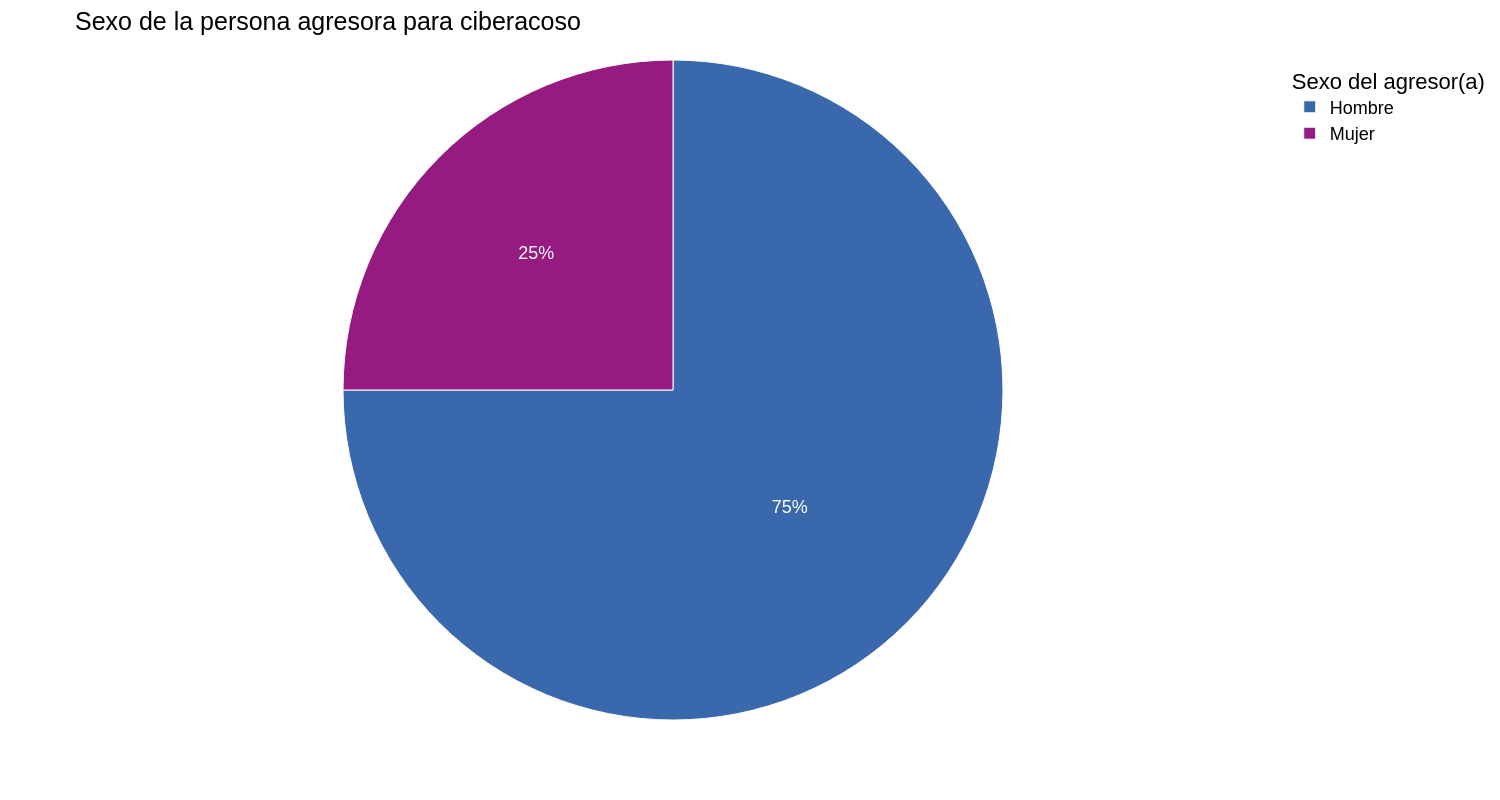 Sexo de la persona agresora para ciberacoso
Sexo del agresor(a)
Hombre
Mujer
25%
75%